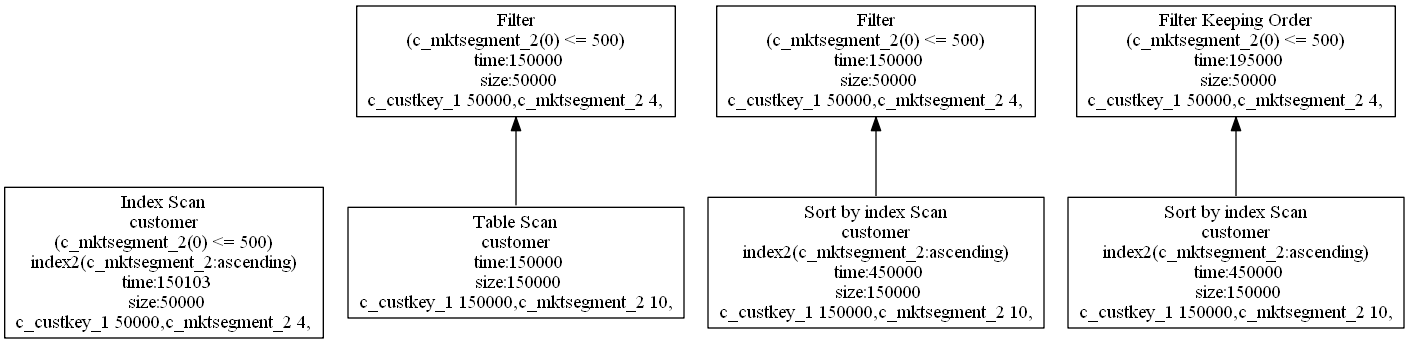 Index Scan
customer
(c_mktsegment_2(0) <= 500)
index2(c_mktsegment_2:ascending)
time:150103
size:50000
c_custkey_1 50000,c_mktsegment_2 4,
Filter
(c_mktsegment_2(0) <= 500)
time:150000
size:50000
c_custkey_1 50000,c_mktsegment_2 4,
Table Scan
customer
time:150000
size:150000
c_custkey_1 150000,c_mktsegment_2 10,
Filter
(c_mktsegment_2(0) <= 500)
time:150000
size:50000
c_custkey_1 50000,c_mktsegment_2 4,
Sort by index Scan
customer
index2(c_mktsegment_2:ascending)
time:450000
size:150000
c_custkey_1 150000,c_mktsegment_2 10,
Filter Keeping Order
(c_mktsegment_2(0) <= 500)
time:195000
size:50000
c_custkey_1 50000,c_mktsegment_2 4,
Sort by index Scan
customer
index2(c_mktsegment_2:ascending)
time:450000
size:150000
c_custkey_1 150000,c_mktsegment_2 10,